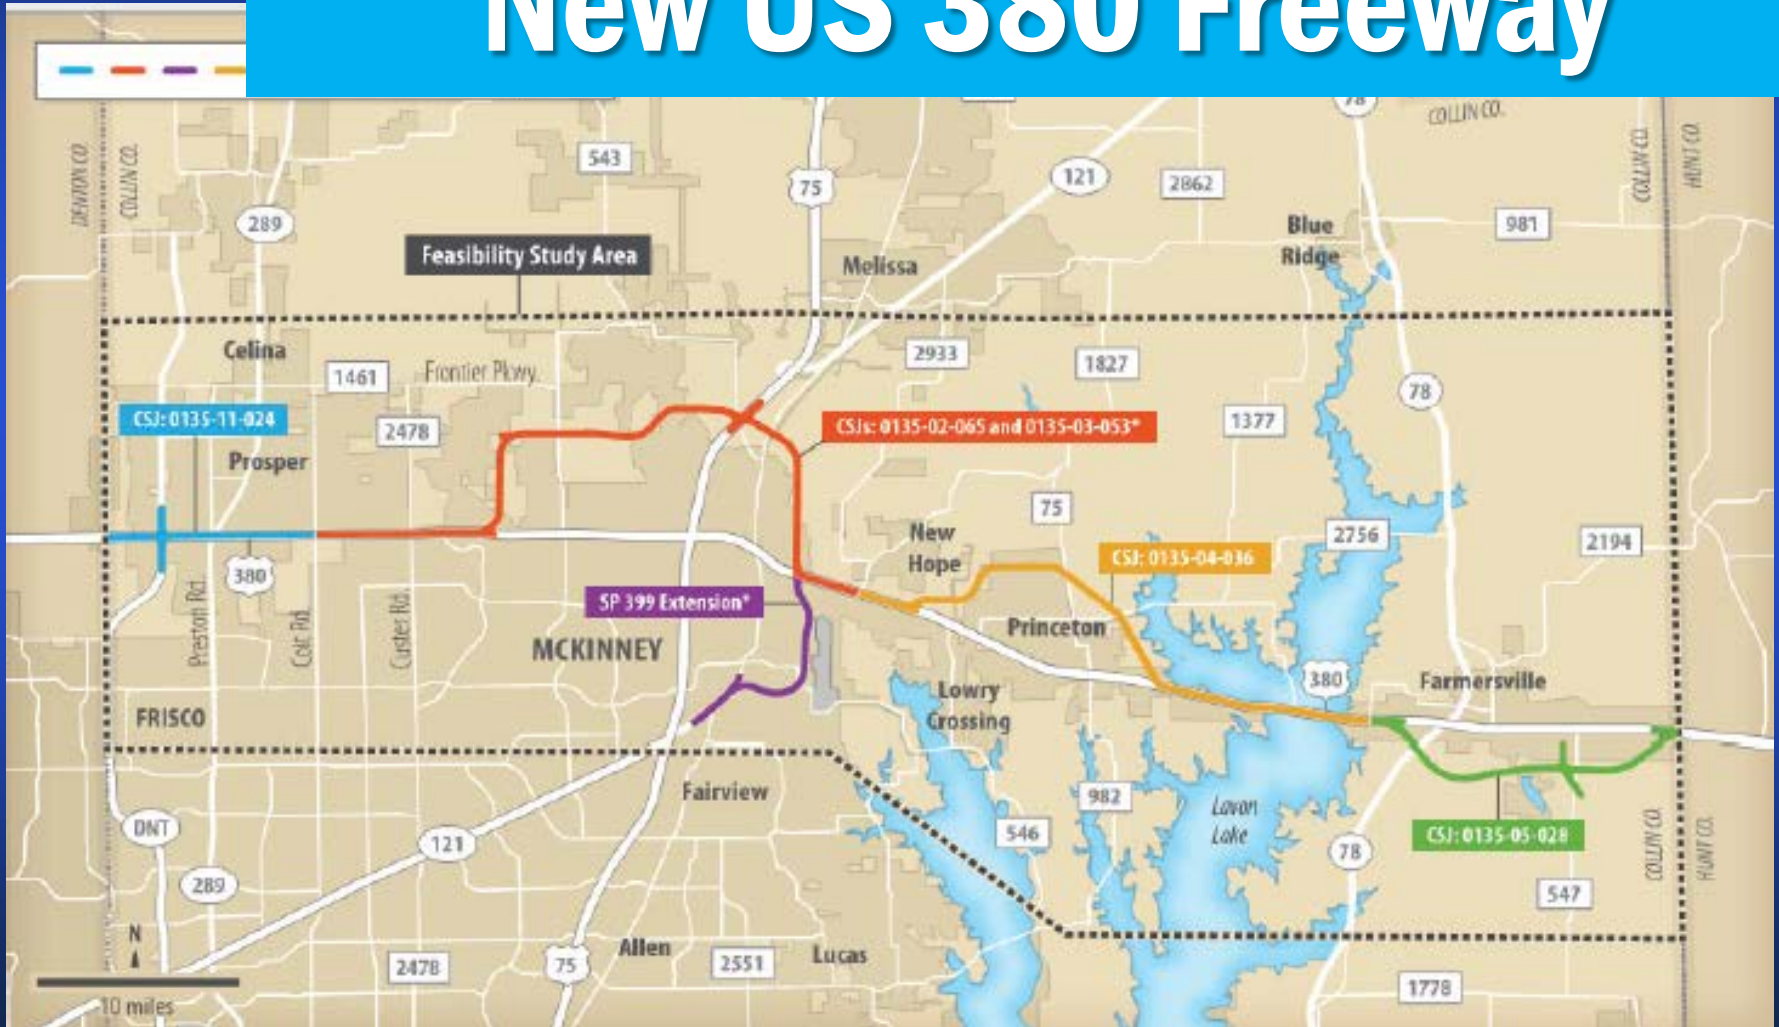 New US 380 Freeway
78
COLLIN CO.
DENTON CO.
COLLIN CO.
COLLIN CO.
HUNT CO.
543
75
121
2862
289
Blue
Ridge
981
Feasibility Study Area
Melissa
Celina
1461
Frontier Pkwy.
2933
1827
78
CSJ: 0135-11-024
2478
CSJs: 0135-02-065 and 0135-03-053*
1377
Prosper
75
New
Hope
2756
2194
CSJ: 0135-04-036
380
SP 399 Extension*
Preston Rd.
Coit Rd.
Custer Rd.
MCKINNEY
Princeton
380
Farmersville
Lowry
Crossing
FRISCO
Fairview
982
Lavon
Lake
546
DNT
121
78
CSJ: 0135-05-028
COLLIN CO.
HUNT CO.
289
547
N
Allen
Lucas
2478
75
2551
1778
10 miles